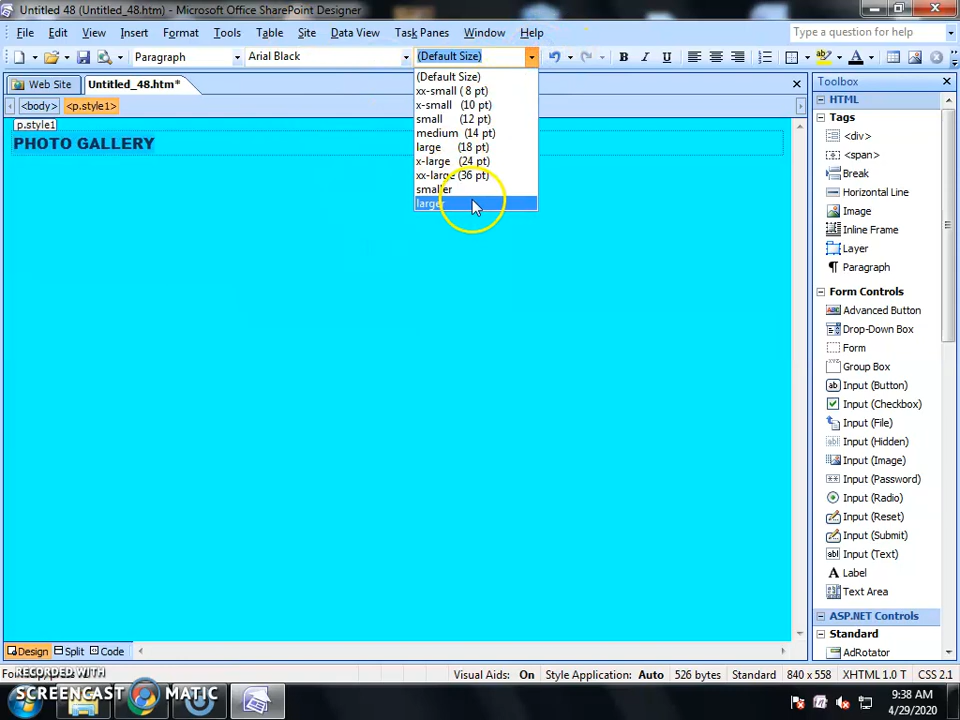 Untitled 48 (Untitled_48.htm) - Microsoft Office SharePoint Designer
File Edit View Insert Format Tools Table Site Data View Task Panes Window Help
Type a question for help
Paragraph Arial Black (Default Size)
Web Site Untitled_48.htm*
<body> <p.style1>
p.style1
PHOTO GALLERY
(Default Size)
xx-small ( 8 pt)
x-small (10 pt)
small (12 pt)
medium (14 pt)
large (18 pt)
x-large (24 pt)
xx-large (36 pt)
smaller
larger
Toolbox
HTML
Tags
<div>
<span>
Break
Horizontal Line
Image
Inline Frame
Layer
Paragraph
Form Controls
Advanced Button
Drop-Down Box
Form
Group Box
Input (Button)
Input (Checkbox)
Input (File)
Input (Hidden)
Input (Image)
Input (Password)
Input (Radio)
Input (Reset)
Input (Submit)
Input (Text)
Label
Text Area
ASP.NET Controls
Standard
AdRotator
Design Split Code
Visual Aids: On Style Application: Auto 526 bytes Standard 840 x 558 XHTML 1.0 T CSS 2.1
RECORDED WITH
SCREENCAST MATIC
9:38 AM
4/29/2020